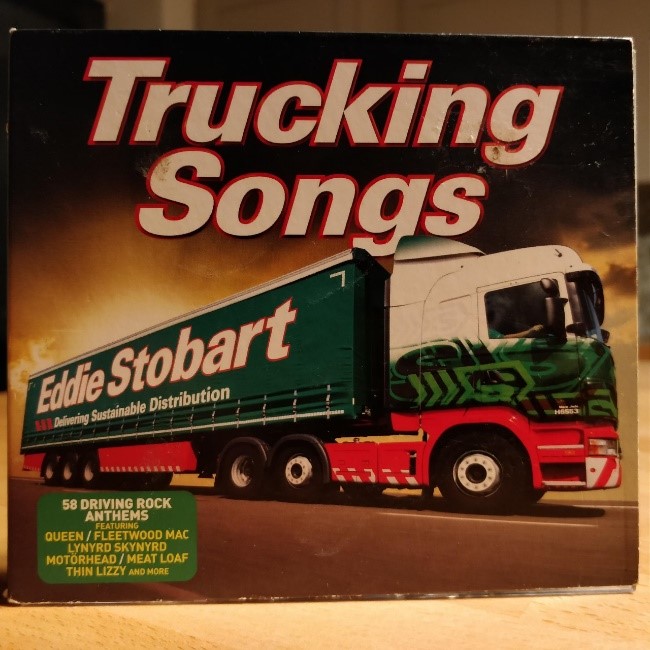 Trucking
Songs
Eddie Stobart
Delivering Sustainable Distribution
H5553
58 DRIVING ROCK
ANTHEMS
FEATURING
QUEEN / FLEETWOOD MAC
LYNYRD SKYNYRD
MOTÖRHEAD / MEAT LOAF
THIN LIZZY AND MORE